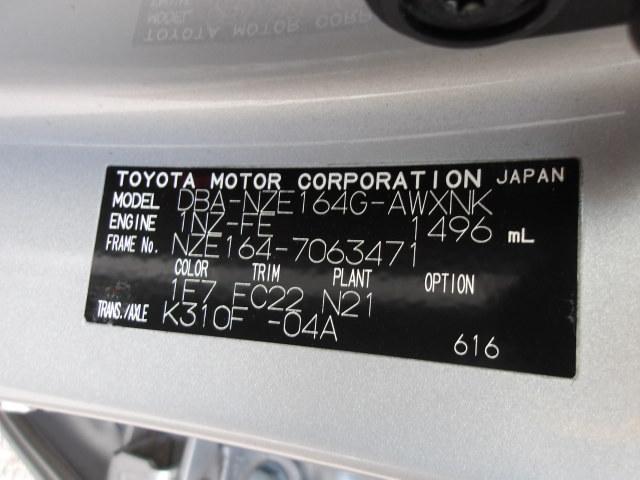 TOYOTA MOTOR CORPORATION JAPAN
MODEL DBA-NZE164G-AWXNK
ENGINE 1NZ-FE 1496 mL
FRAME No. NZE164-7063471
COLOR TRIM PLANT OPTION
1F7 FC22 N21
TRANS./AXLE K310F -04A
616